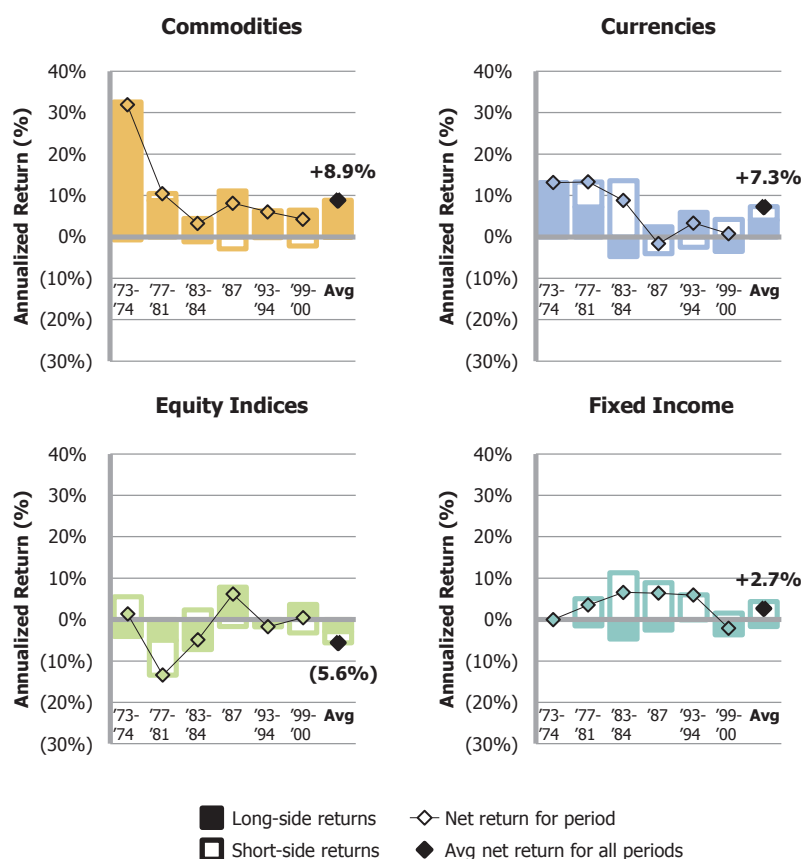 Commodities
Annualized Return (%)
40%
30%
20%
10%
0%
(10%)
(20%)
(30%)
+8.9%
’73- ’77- ’83- ’87 ’93- ’99- Avg
’74 ’81 ’84 ’94 ’00
Currencies
Annualized Return (%)
40%
30%
20%
10%
0%
(10%)
(20%)
(30%)
+7.3%
’73- ’77- ’83- ’87 ’93- ’99- Avg
’74 ’81 ’84 ’94 ’00
Equity Indices
Annualized Return (%)
40%
30%
20%
10%
0%
(10%)
(20%)
(30%)
(5.6%)
’73- ’77- ’83- ’87 ’93- ’99- Avg
’74 ’81 ’84 ’94 ’00
Fixed Income
Annualized Return (%)
40%
30%
20%
10%
0%
(10%)
(20%)
(30%)
+2.7%
’73- ’77- ’83- ’87 ’93- ’99- Avg
’74 ’81 ’84 ’94 ’00
Long-side returns
Net return for period
Short-side returns
Avg net return for all periods